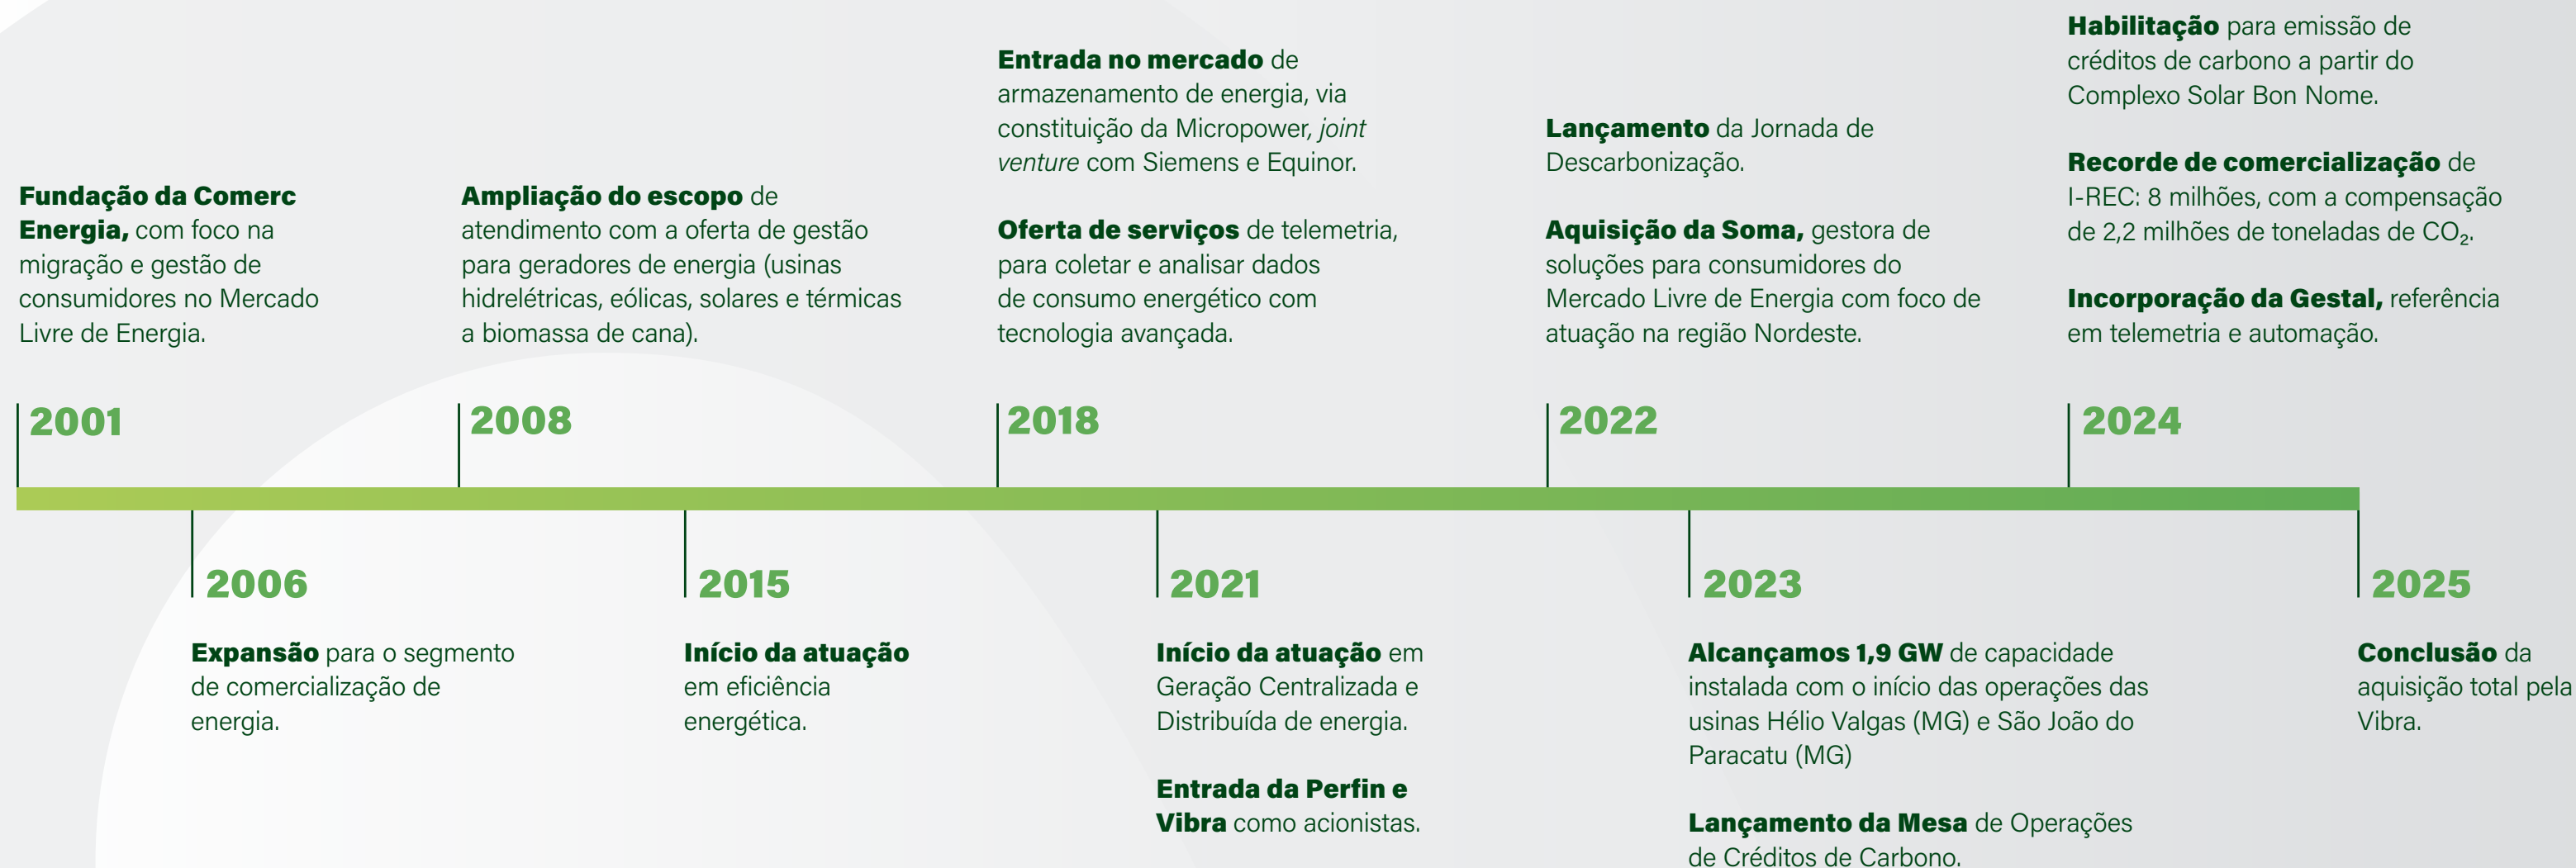 Fundação da Comerc
Energia, com foco na
migração e gestão de
consumidores no Mercado
Livre de Energia.
2001
2006
Expansão para o segmento
de comercialização de
energia.
Ampliação do escopo de
atendimento com a oferta de gestão
para geradores de energia (usinas
hidrelétricas, eólicas, solares e térmicas
a biomassa de cana).
2008
2015
Início da atuação
em eficiência
energética.
Entrada no mercado de
armazenamento de energia, via
constituição da Micropower, joint
venture com Siemens e Equinor.
Oferta de serviços de telemetria,
para coletar e analisar dados
de consumo energético com
tecnologia avançada.
2018
2021
Início da atuação em
Geração Centralizada e
Distribuída de energia.
Entrada da Perfin e
Vibra como acionistas.
Lançamento da Jornada de
Descarbonização.
Aquisição da Soma, gestora de
soluções para consumidores do
Mercado Livre de Energia com foco de
atuação na região Nordeste.
2022
2023
Alcançamos 1,9 GW de capacidade
instalada com o início das operações das
usinas Hélio Valgas (MG) e São João do
Paracatu (MG)
Lançamento da Mesa de Operações
de Créditos de Carbono.
Habilitação para emissão de
créditos de carbono a partir do
Complexo Solar Bon Nome.
Recorde de comercialização de
I-REC: 8 milhões, com a compensação
de 2,2 milhões de toneladas de CO₂.
Incorporação da Gestal, referência
em telemetria e automação.
2024
2025
Conclusão da
aquisição total pela
Vibra.